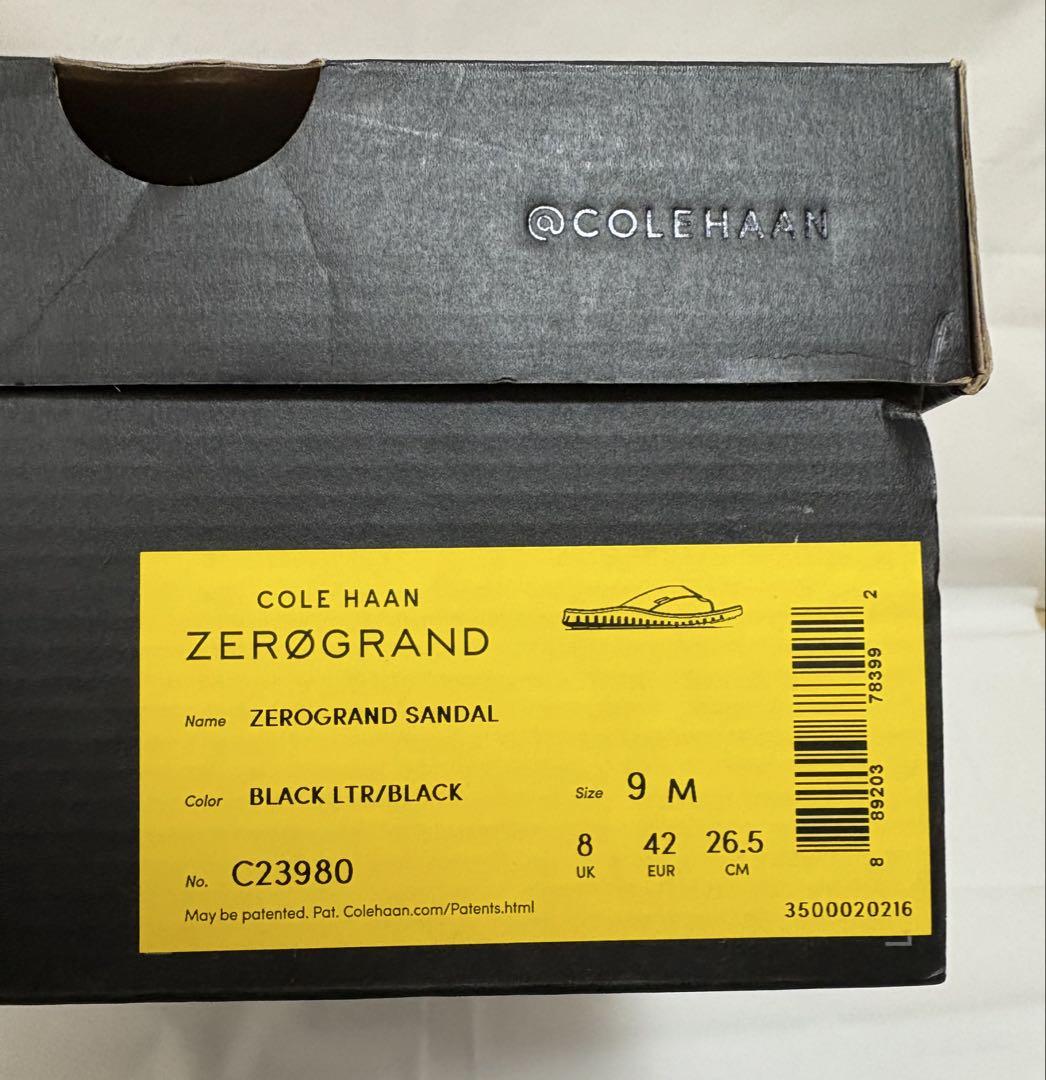 @COLEHAAN
COLE HAAN
ZERØGRAND
Name ZEROGRAND SANDAL
Color BLACK LTR/BLACK
Size 9 M
8 42 26.5
UK EUR CM
No. C23980
May be patented. Pat. Colehaan.com/Patents.html
8 89203 78399 2
3500020216